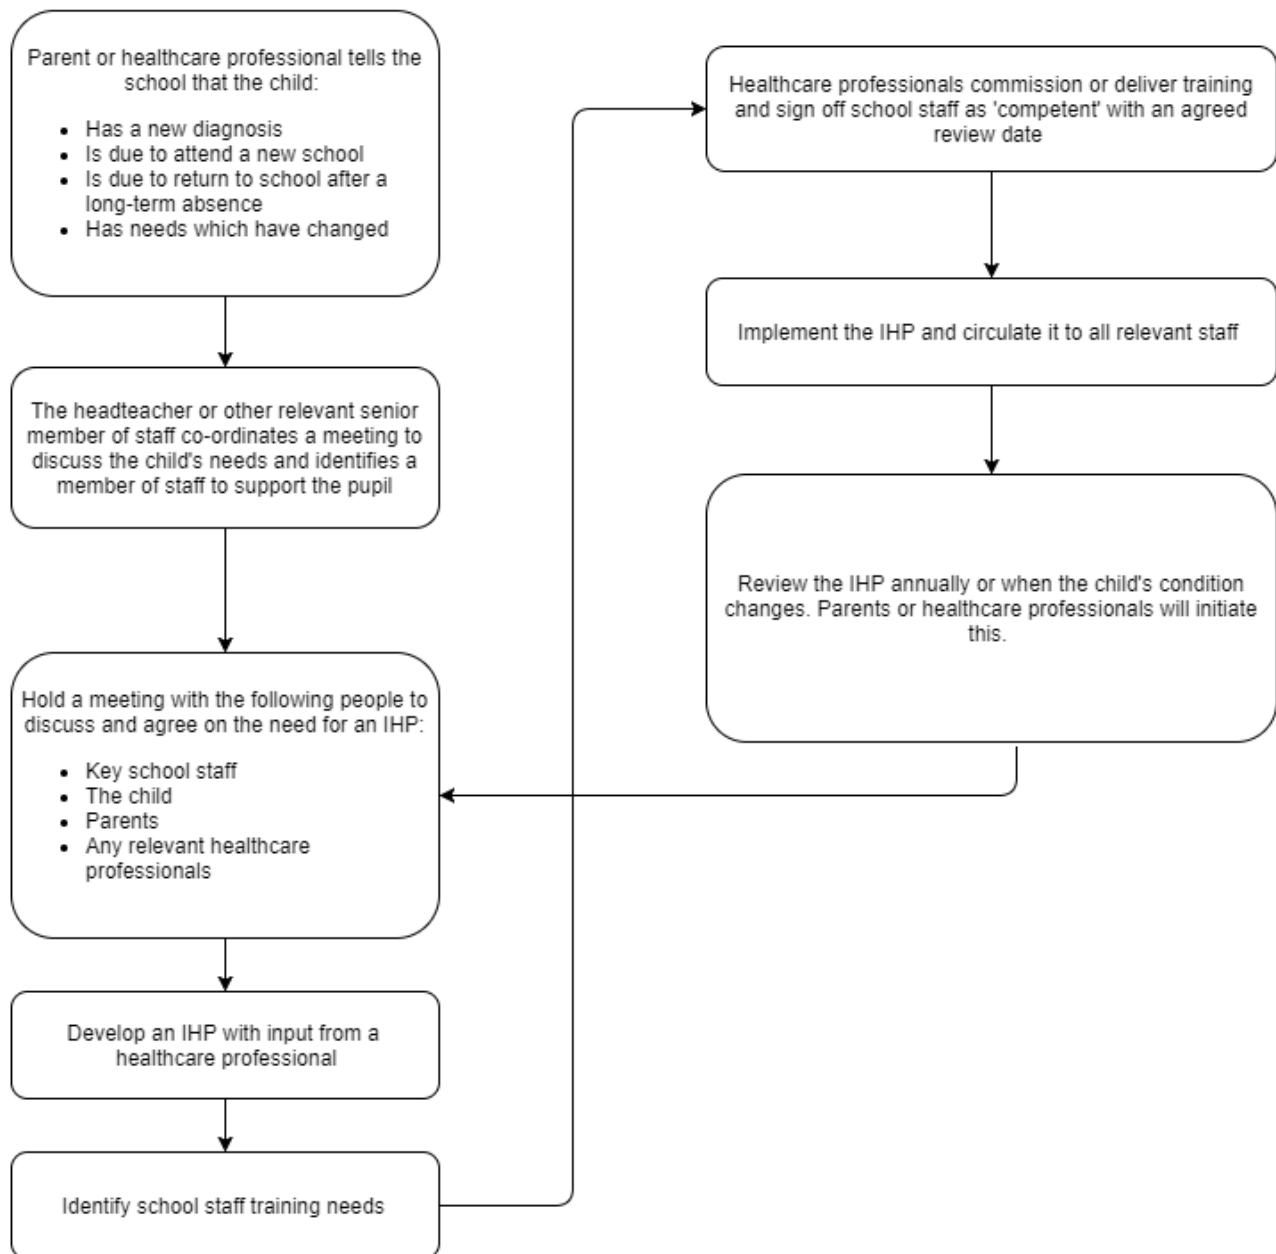 Parent or healthcare professional tells the
school that the child:
• Has a new diagnosis
• Is due to attend a new school
• Is due to return to school after a
long-term absence
• Has needs which have changed
The headteacher or other relevant senior
member of staff co-ordinates a meeting to
discuss the child's needs and identifies a
member of staff to support the pupil
Hold a meeting with the following people to
discuss and agree on the need for an IHP:
• Key school staff
• The child
• Parents
• Any relevant healthcare
professionals
Develop an IHP with input from a
healthcare professional
Identify school staff training needs
Healthcare professionals commission or deliver training
and sign off school staff as 'competent' with an agreed
review date
Implement the IHP and circulate it to all relevant staff
Review the IHP annually or when the child's condition
changes. Parents or healthcare professionals will initiate
this.